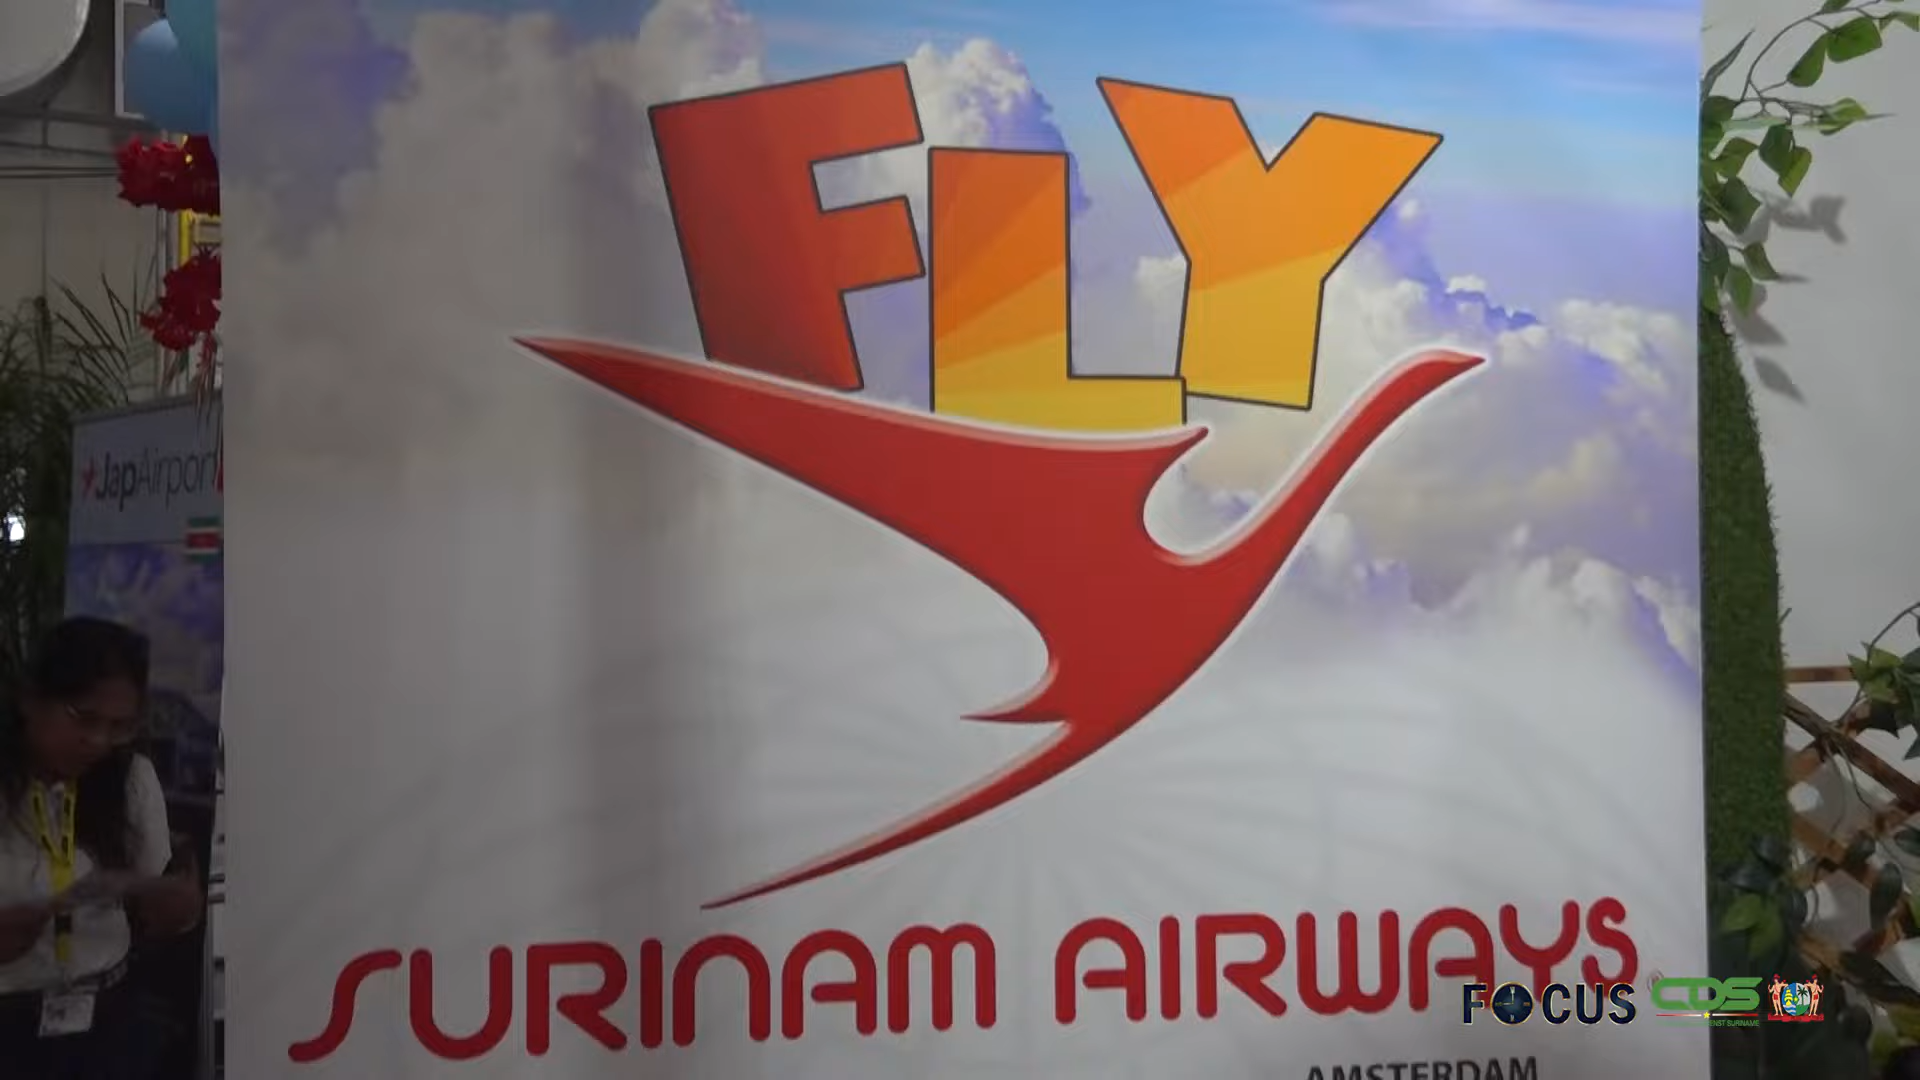 FLY
JapAirport
SURINAM AIRWAYS
FOCUS
CDS
AMSTERDAM